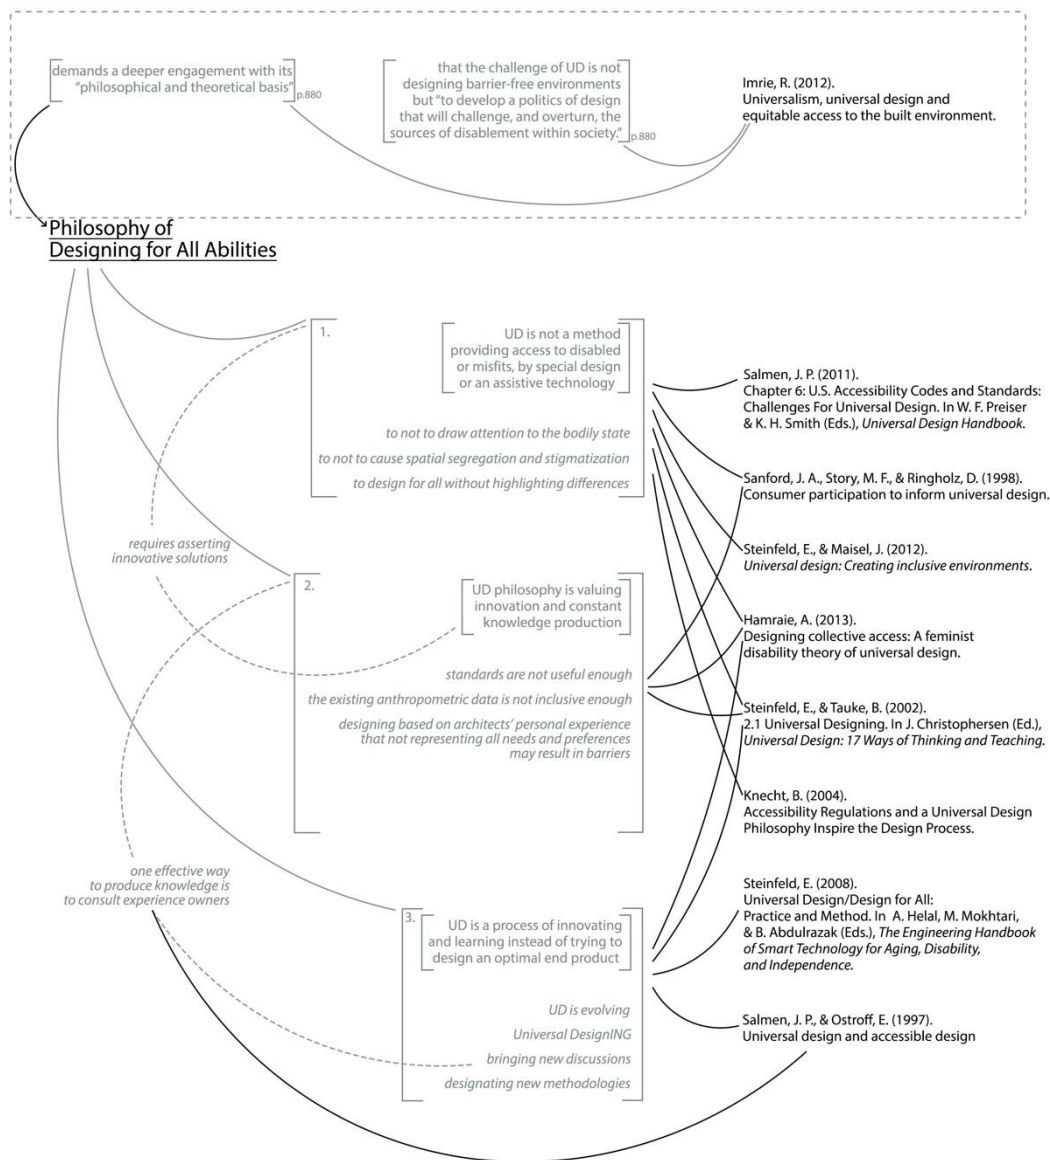 demands a deeper engagement with its
“philosophical and theoretical basis”
p.880
that the challenge of UD is not
designing barrier-free environments
but “to develop a politics of design
that will challenge, and overturn, the
sources of disablement within society.”
p.880
Imrie, R. (2012).
Universalism, universal design and
equitable access to the built environment.
Philosophy of
Designing for All Abilities
1.
UD is not a method
providing access to disabled
or misfits, by special design
or an assistive technology
to not to draw attention to the bodily state
to not to cause spatial segregation and stigmatization
to design for all without highlighting differences
requires asserting
innovative solutions
2.
UD philosophy is valuing
innovation and constant
knowledge production
standards are not useful enough
the existing anthropometric data is not inclusive enough
designing based on architects’ personal experience
that not representing all needs and preferences
may result in barriers
one effective way
to produce knowledge is
to consult experience owners
3.
UD is a process of innovating
and learning instead of trying to
design an optimal end product
UD is evolving
Universal DesignING
bringing new discussions
designating new methodologies
Salmen, J. P. (2011).
Chapter 6: U.S. Accessibility Codes and Standards:
Challenges For Universal Design. In W. F. Preiser
& K. H. Smith (Eds.), Universal Design Handbook.
Sanford, J. A., Story, M. F., & Ringholz, D. (1998).
Consumer participation to inform universal design.
Steinfeld, E., & Maisel, J. (2012).
Universal design: Creating inclusive environments.
Hamraie, A. (2013).
Designing collective access: A feminist
disability theory of universal design.
Steinfeld, E., & Tauke, B. (2002).
2.1 Universal Designing. In J. Christophersen (Ed.),
Universal Design: 17 Ways of Thinking and Teaching.
Knecht, B. (2004).
Accessibility Regulations and a Universal Design
Philosophy Inspire the Design Process.
Steinfeld, E. (2008).
Universal Design/Design for All:
Practice and Method. In A. Helal, M. Mokhtari,
& B. Abdulrazak (Eds.), The Engineering Handbook
of Smart Technology for Aging, Disability,
and Independence.
Salmen, J. P., & Ostroff, E. (1997).
Universal design and accessible design